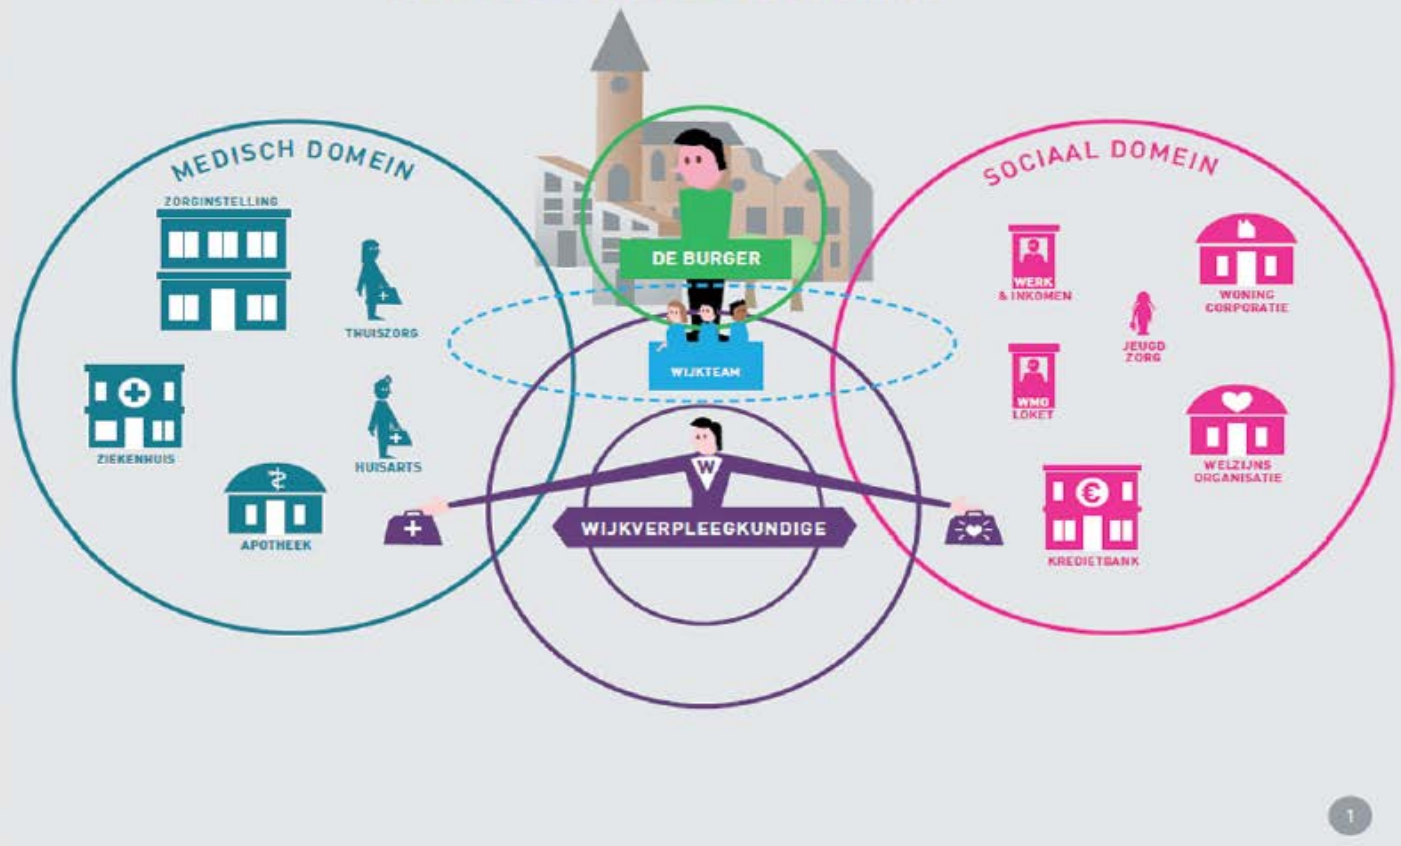 MEDISCH DOMEIN
ZORGINSTELLING
THUISZORG
ZIEKENHUIS
HUISARTS
APOTHEEK
DE BURGER
WIJKTEAM
W
WIJKVERPLEEGKUNDIGE
SOCIAAL DOMEIN
WERK
& INKOMEN
WONING
CORPORATIE
JEUGD
ZORG
WMO
LOKET
WELZIJNS
ORGANISATIE
€
KREDIETBANK
1